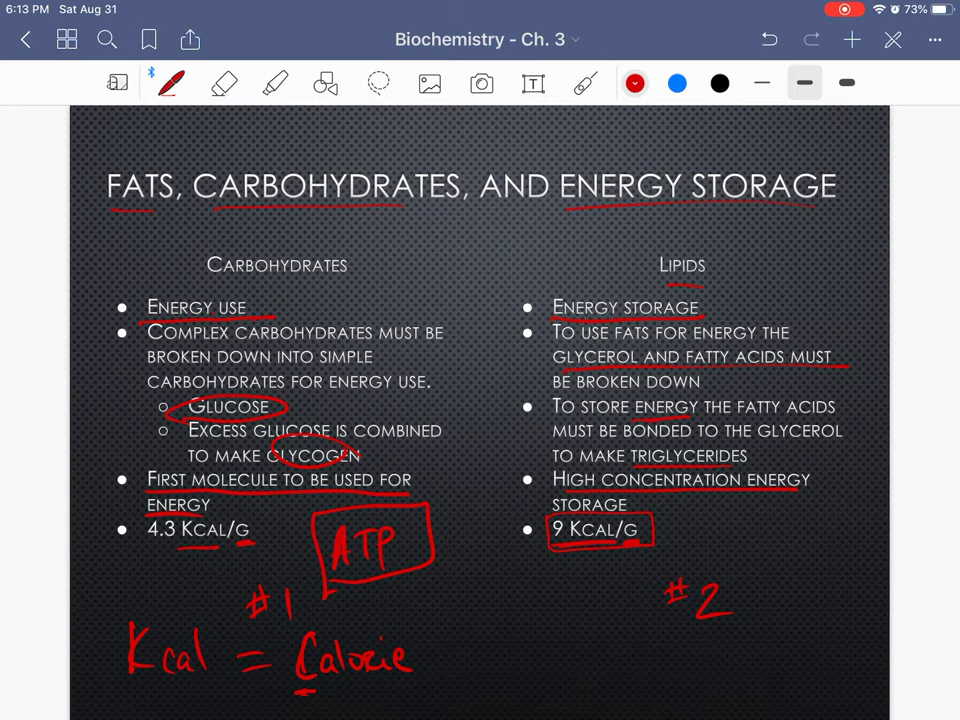 6:13 PM Sat Aug 31 73%
Biochemistry - Ch. 3
T
FATS, CARBOHYDRATES, AND ENERGY STORAGE
CARBOHYDRATES
• ENERGY USE
• COMPLEX CARBOHYDRATES MUST BE
BROKEN DOWN INTO SIMPLE
CARBOHYDRATES FOR ENERGY USE.
○ GLUCOSE
○ EXCESS GLUCOSE IS COMBINED
TO MAKE GLYCOGEN
• FIRST MOLECULE TO BE USED FOR
ENERGY
• 4.3 KCAL/G
ATP
#1
Kcal = Calorie
LIPIDS
• ENERGY STORAGE
• TO USE FATS FOR ENERGY THE
GLYCEROL AND FATTY ACIDS MUST
BE BROKEN DOWN
• TO STORE ENERGY THE FATTY ACIDS
MUST BE BONDED TO THE GLYCEROL
TO MAKE TRIGLYCERIDES
• HIGH CONCENTRATION ENERGY
STORAGE
• 9 KCAL/G
#2